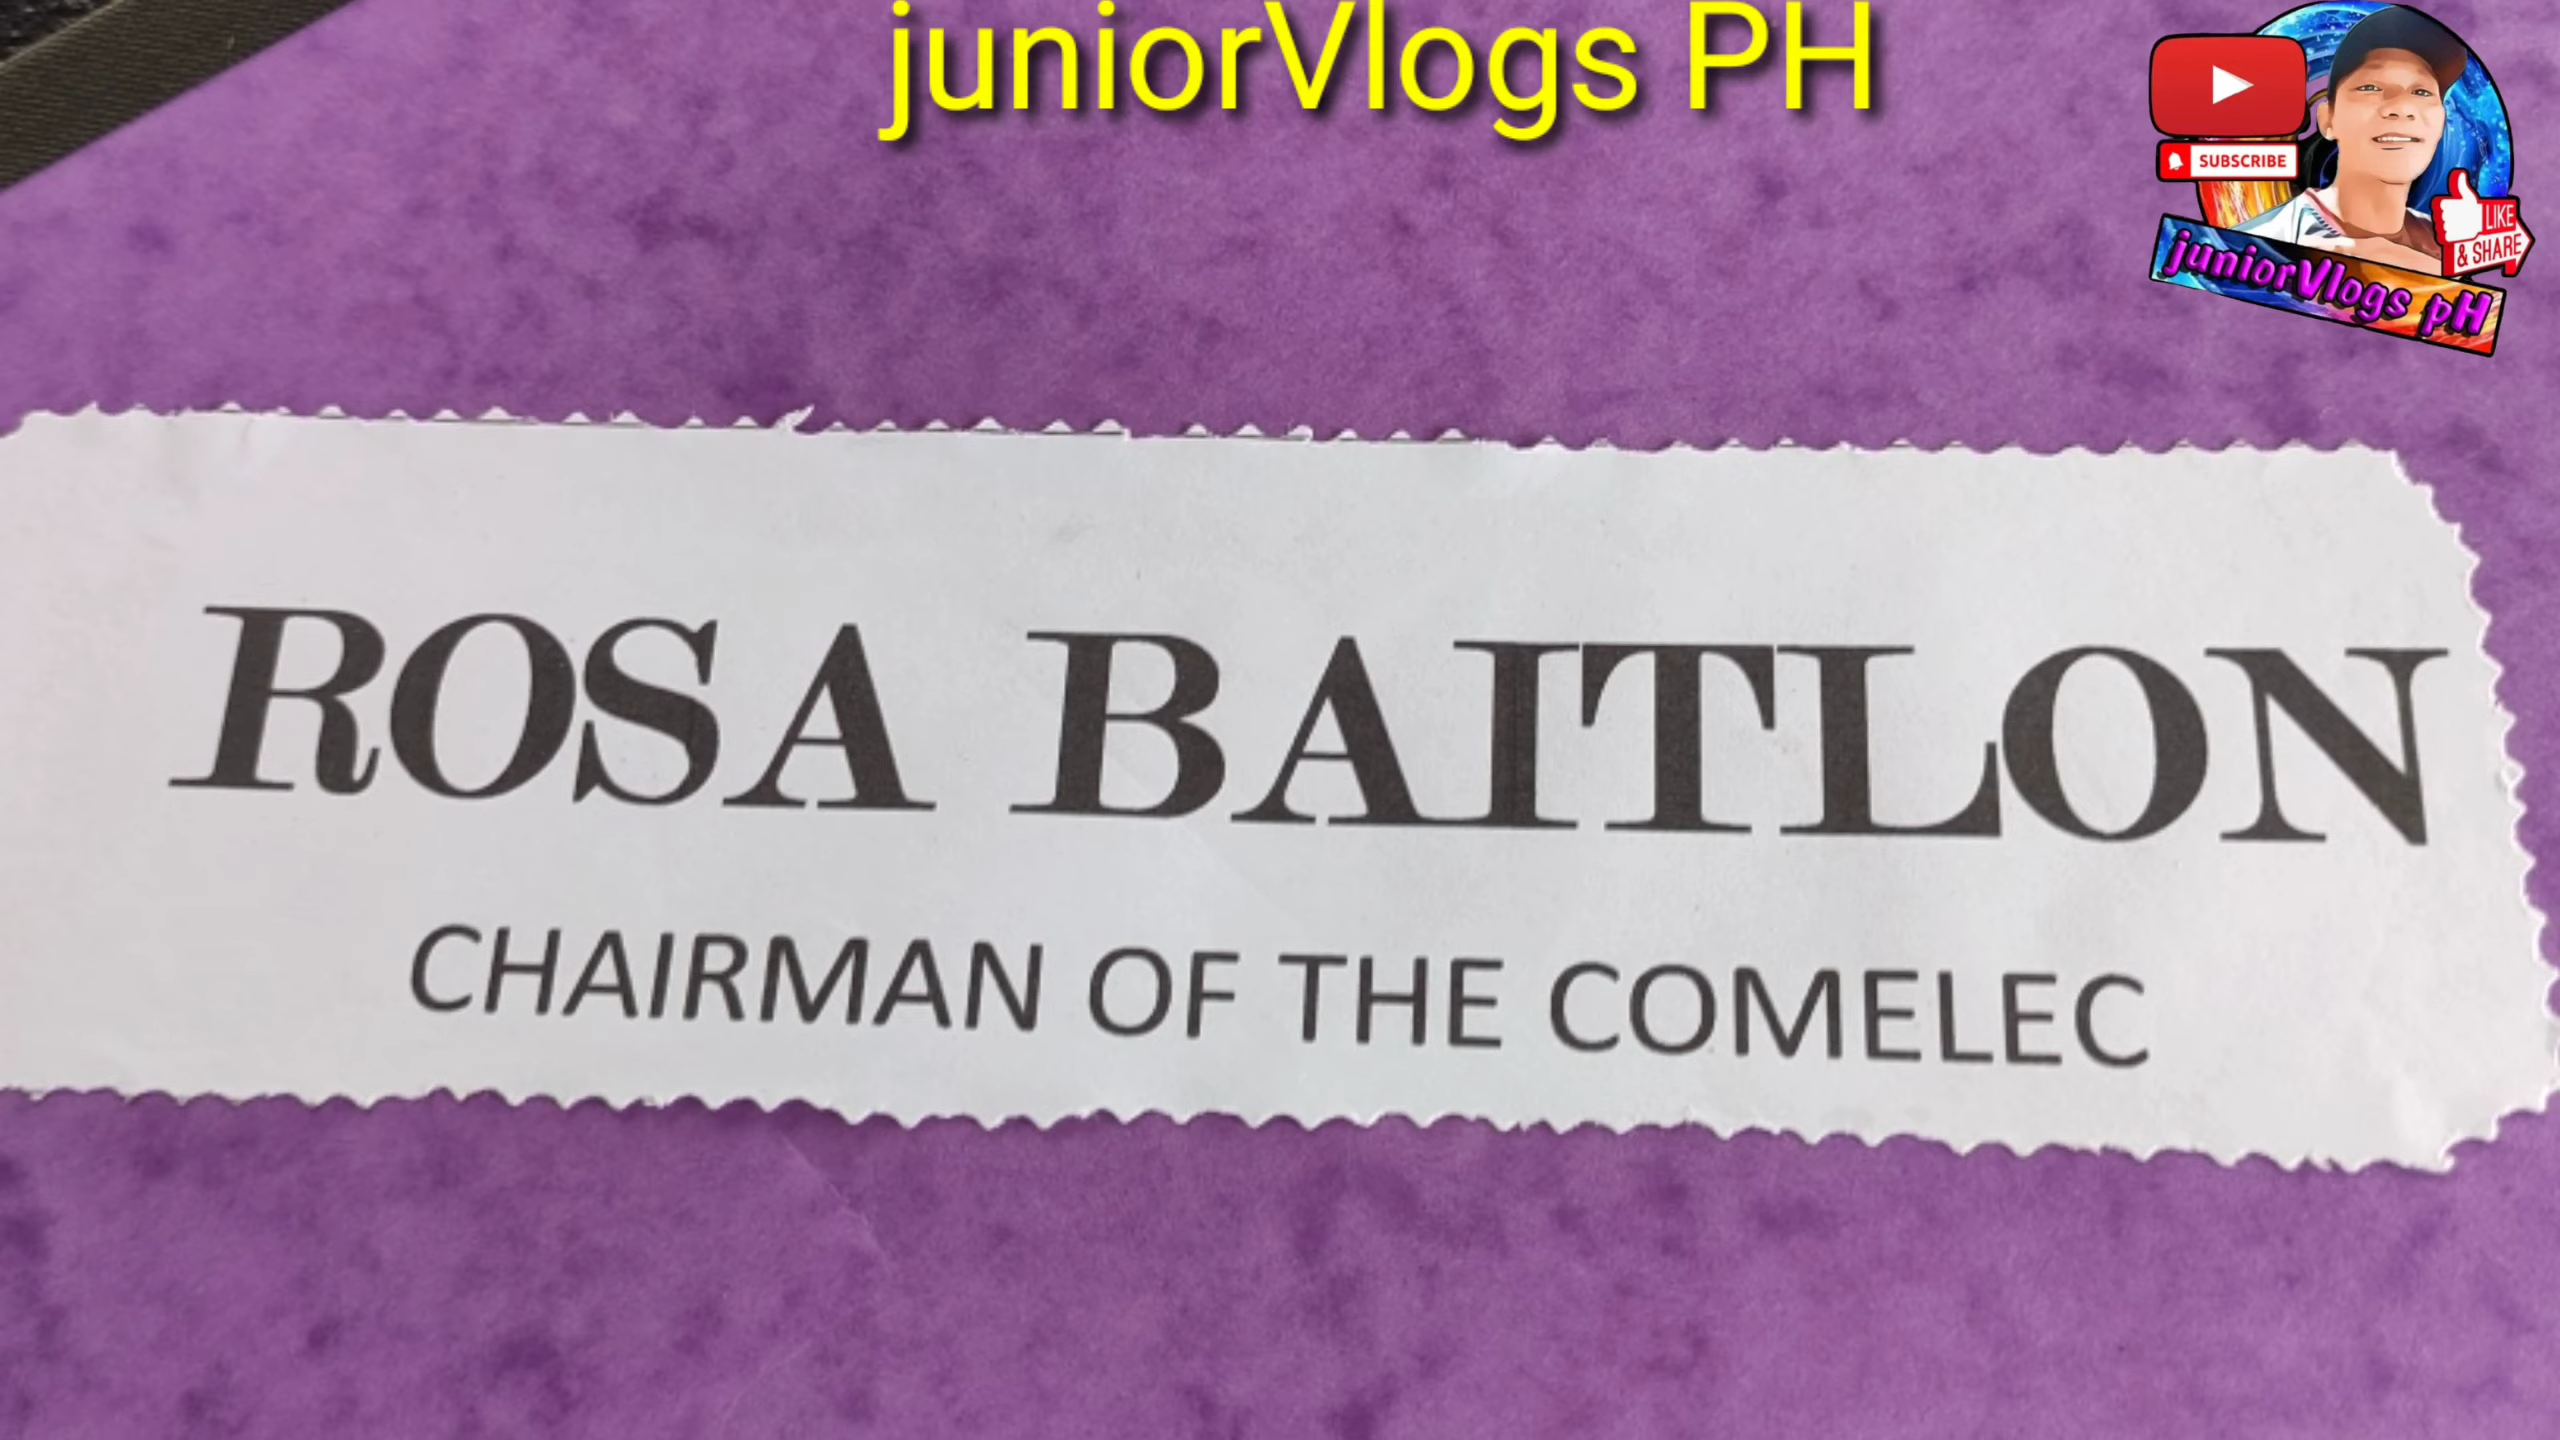 juniorVlogs PH
SUBSCRIBE
LIKE
& SHARE
juniorVlogs pH
ROSA BAITLON
CHAIRMAN OF THE COMELEC